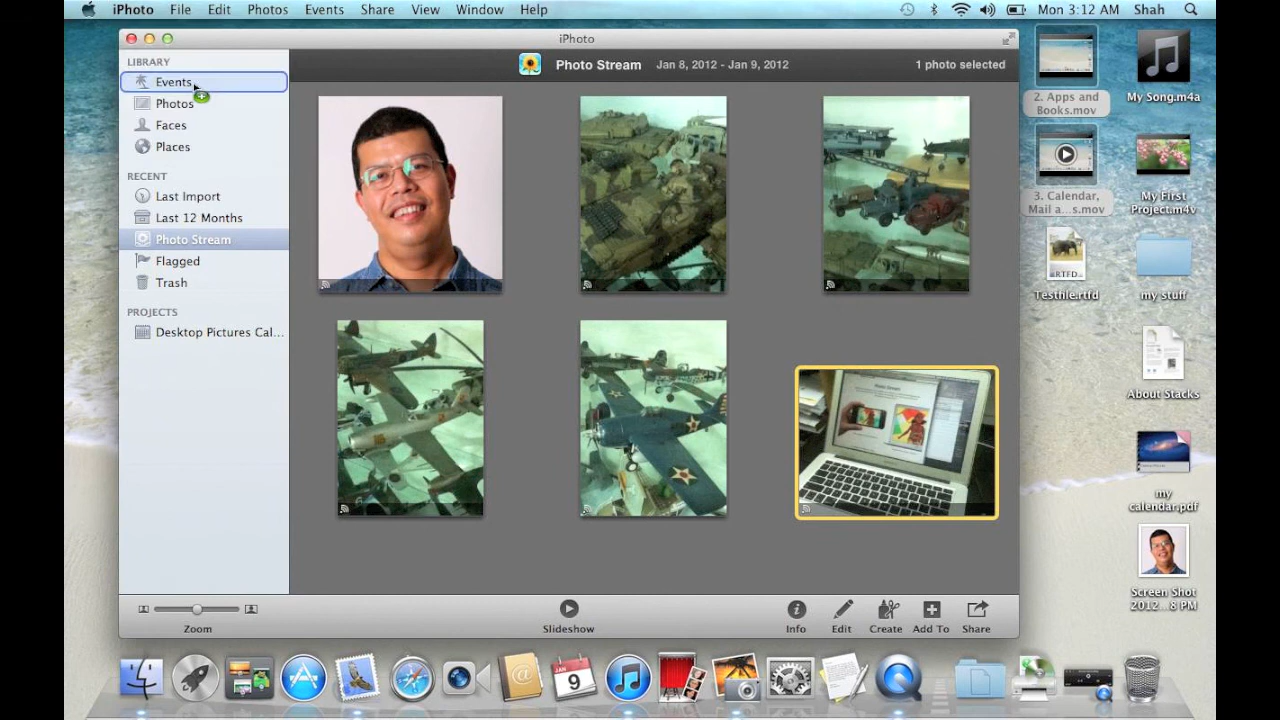 iPhoto File Edit Photos Events Share View Window Help Mon 3:12 AM Shah
iPhoto
LIBRARY
Events
Photos
Faces
Places
RECENT
Last Import
Last 12 Months
Photo Stream
Flagged
Trash
PROJECTS
Desktop Pictures Cal...
Photo Stream Jan 8, 2012 - Jan 9, 2012 1 photo selected
Zoom
Slideshow
Info Edit Create Add To Share
2. Apps and
Books.mov
My Song.m4a
3. Calendar,
Mail a...s.mov
My First
Project.m4v
RTFD
Testfile.rtfd
my stuff
About Stacks
my
calendar.pdf
Screen Shot
2012...8 PM
JAN
9